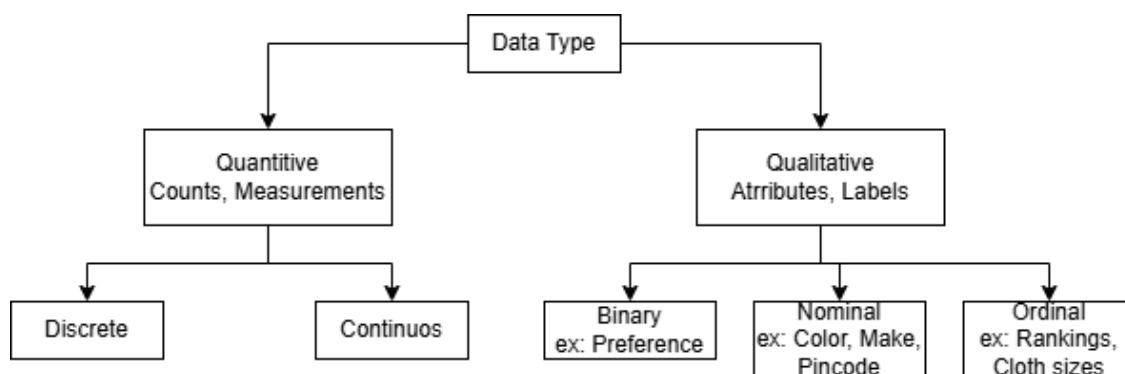 Data Type
Quantitive
Counts, Measurements
Qualitative
Atrributes, Labels
Discrete
Continuos
Binary
ex: Preference
Nominal
ex: Color, Make,
Pincode
Ordinal
ex: Rankings,
Cloth sizes